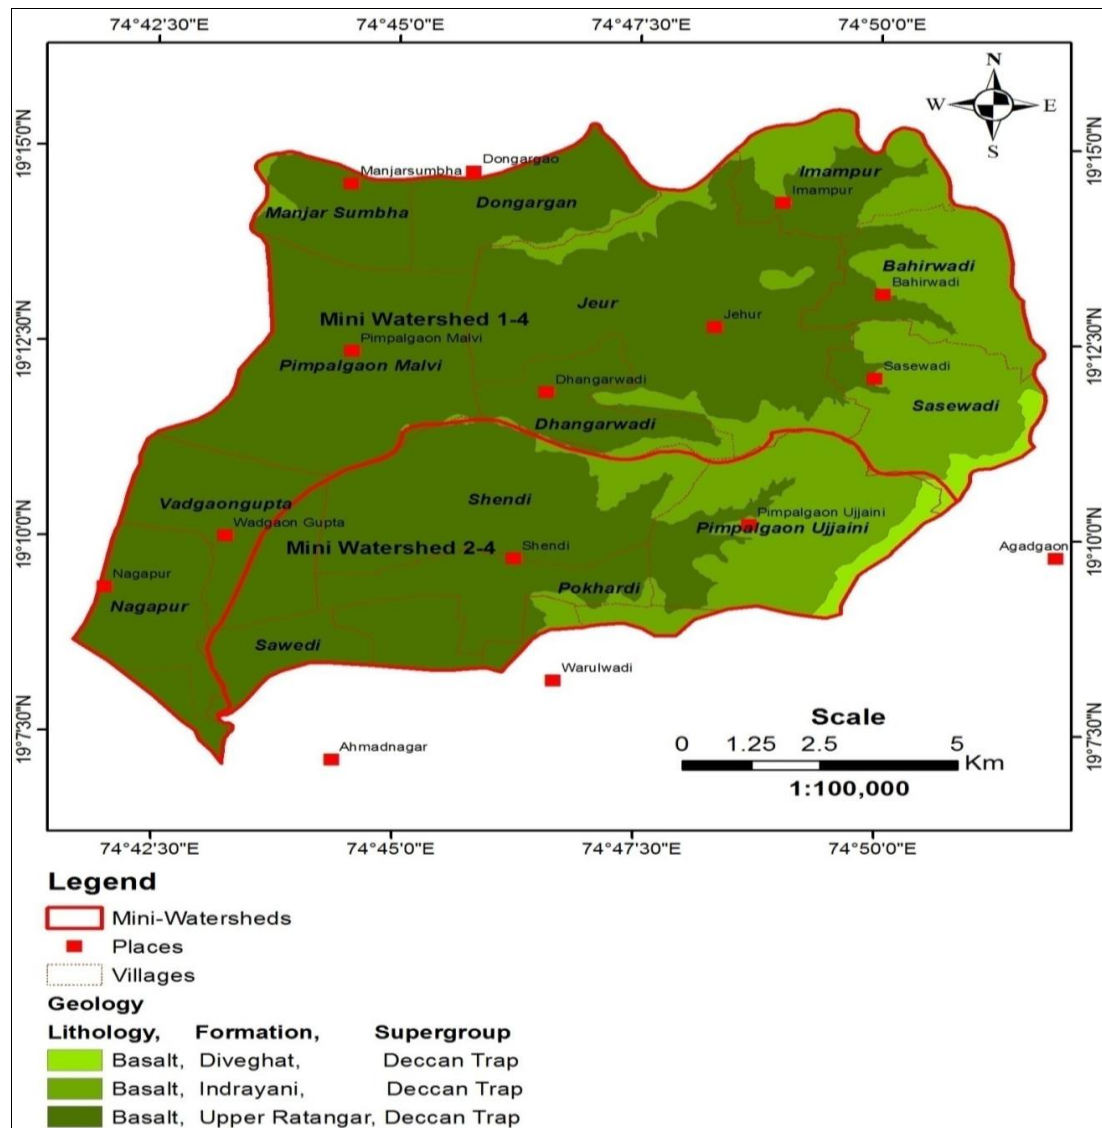 74°42'30"E 74°45'0"E 74°47'30"E 74°50'0"E
N
W E
S
19°15'0"N 19°15'0"N
Dongargao
Manjarsumbha
Imampur
Imampur
Manjar Sumbha Dongargan
Bahirwadi
Bahirwadi
Jeur
Mini Watershed 1-4 Jehur
Pimpalgaon Malvi
19°12'30"N 19°12'30"N
Pimpalgaon Malvi
Sasewadi
Dhangarwadi
Sasewadi
Dhangarwadi
Shendi
Vadgaongupta
Pimpalgaon Ujjaini
Wadgaon Gupta
Pimpalgaon Ujjaini
19°10'0"N 19°10'0"N
Mini Watershed 2-4 Shendi
Agadgaon
Nagapur
Pokhardi
Nagapur
Sawedi
Warulwadi
19°7'30"N 19°7'30"N
Ahmadnagar
Scale
0 1.25 2.5 5
Km
1:100,000
74°42'30"E 74°45'0"E 74°47'30"E 74°50'0"E
Legend
Mini-Watersheds
Places
Villages
Geology
Lithology, Formation, Supergroup
Basalt, Diveghat, Deccan Trap
Basalt, Indrayani, Deccan Trap
Basalt, Upper Ratangar, Deccan Trap